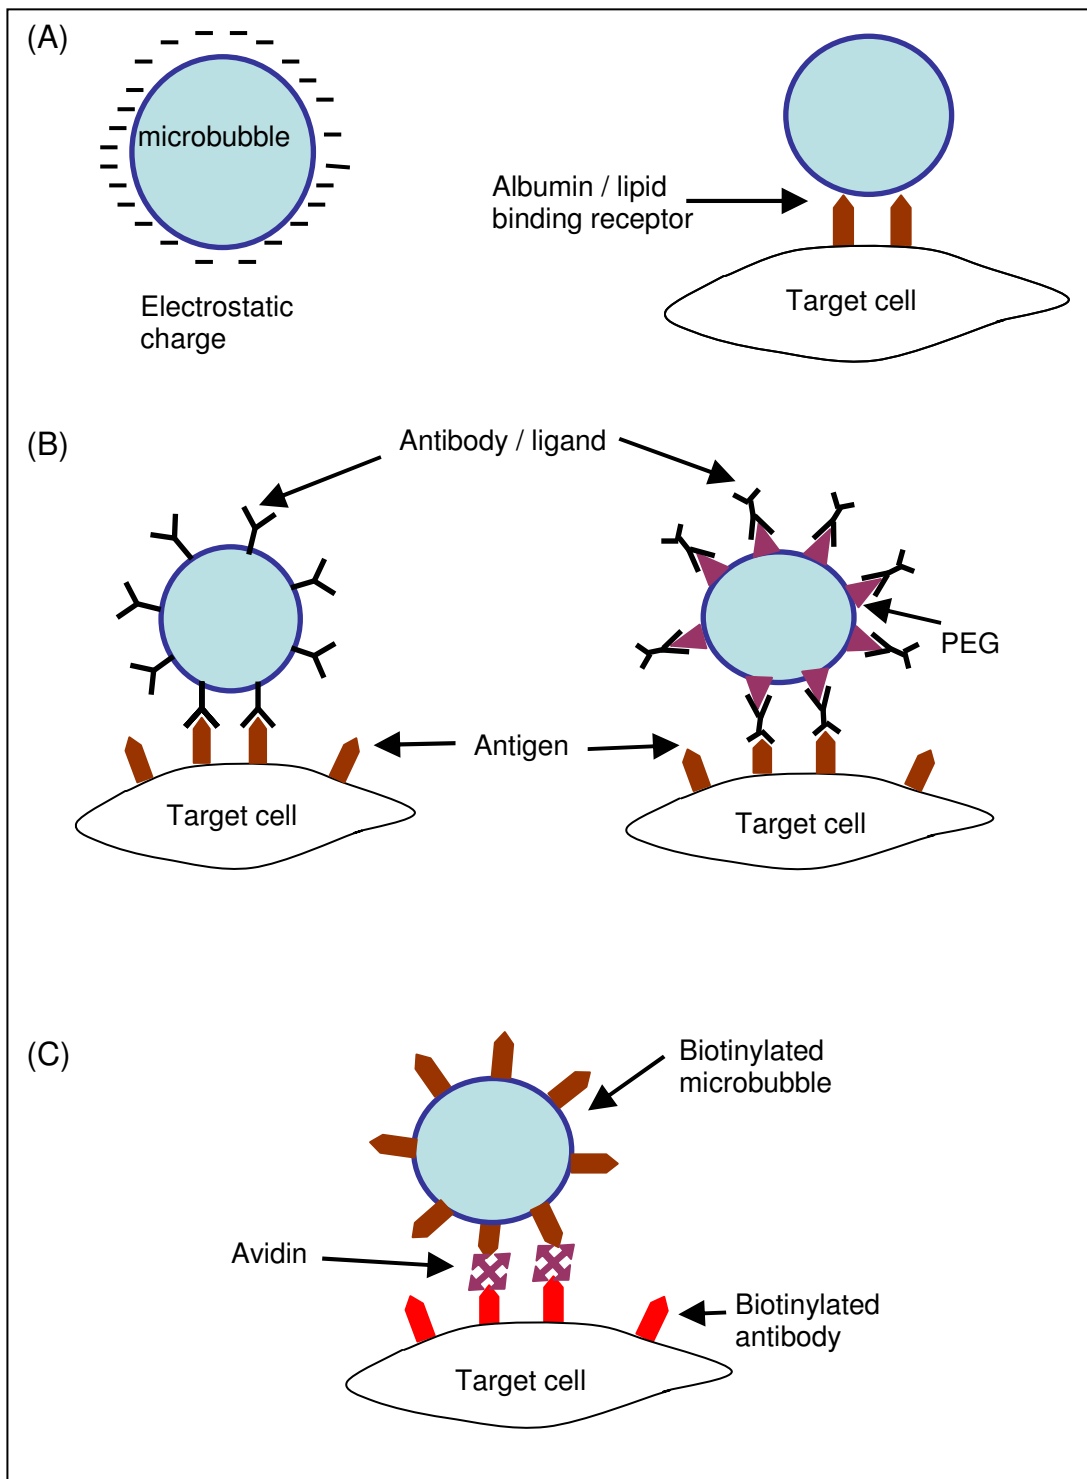 (A)
microbubble
Electrostatic
charge
Albumin / lipid
binding receptor
Target cell
(B)
Antibody / ligand
PEG
Antigen
Target cell
Target cell
(C)
Biotinylated
microbubble
Avidin
Biotinylated
antibody
Target cell